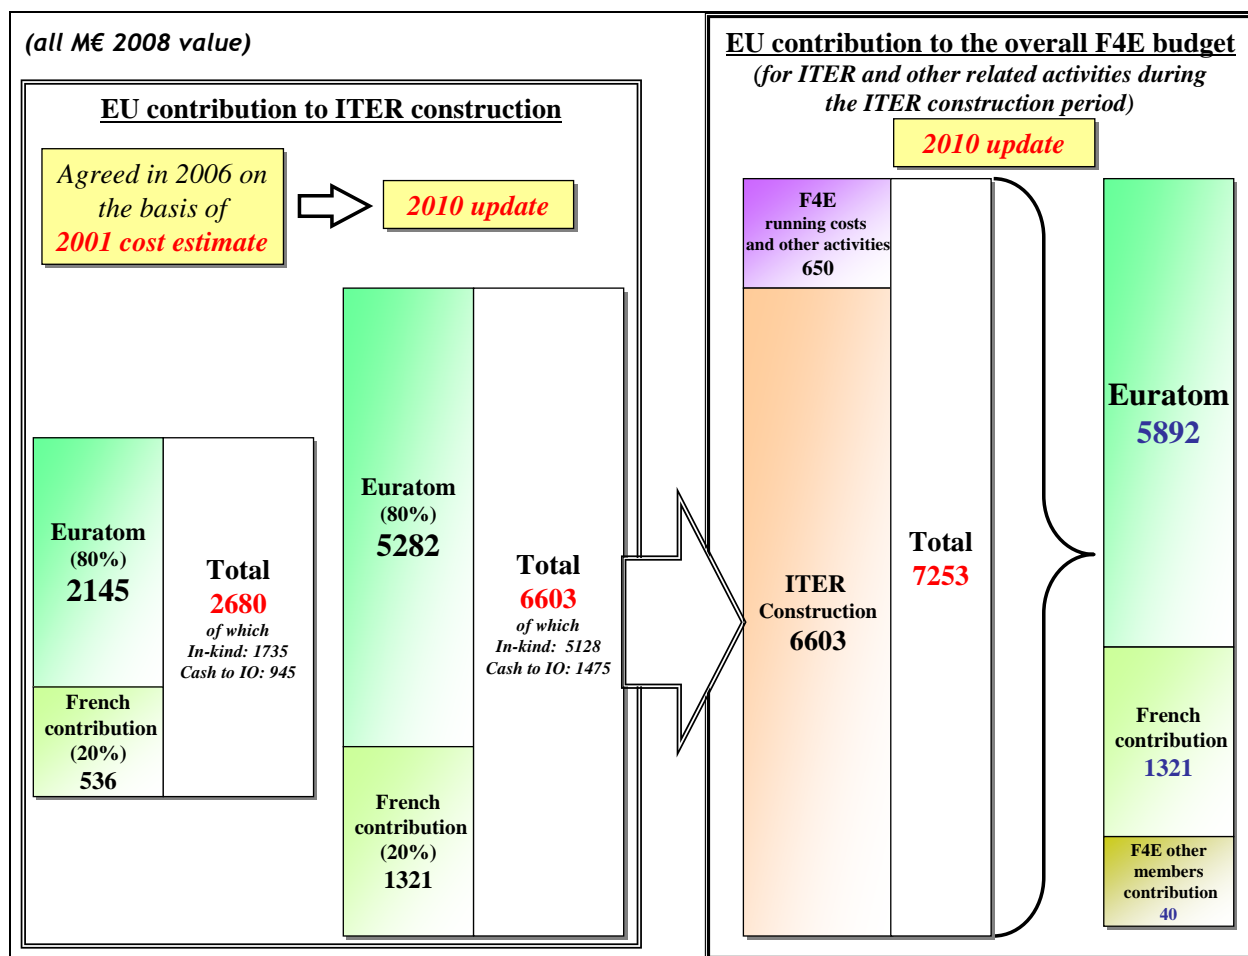 (all M€ 2008 value)
EU contribution to ITER construction
Agreed in 2006 on
the basis of
2001 cost estimate
2010 update
Euratom
(80%)
2145
French
contribution
(20%)
536
Total
2680
of which
In-kind: 1735
Cash to IO: 945
Euratom
(80%)
5282
French
contribution
(20%)
1321
Total
6603
of which
In-kind: 5128
Cash to IO: 1475
EU contribution to the overall F4E budget
(for ITER and other related activities during
the ITER construction period)
2010 update
F4E
running costs
and other activities
650
ITER
Construction
6603
Total
7253
Euratom
5892
French
contribution
1321
F4E other
members
contribution
40